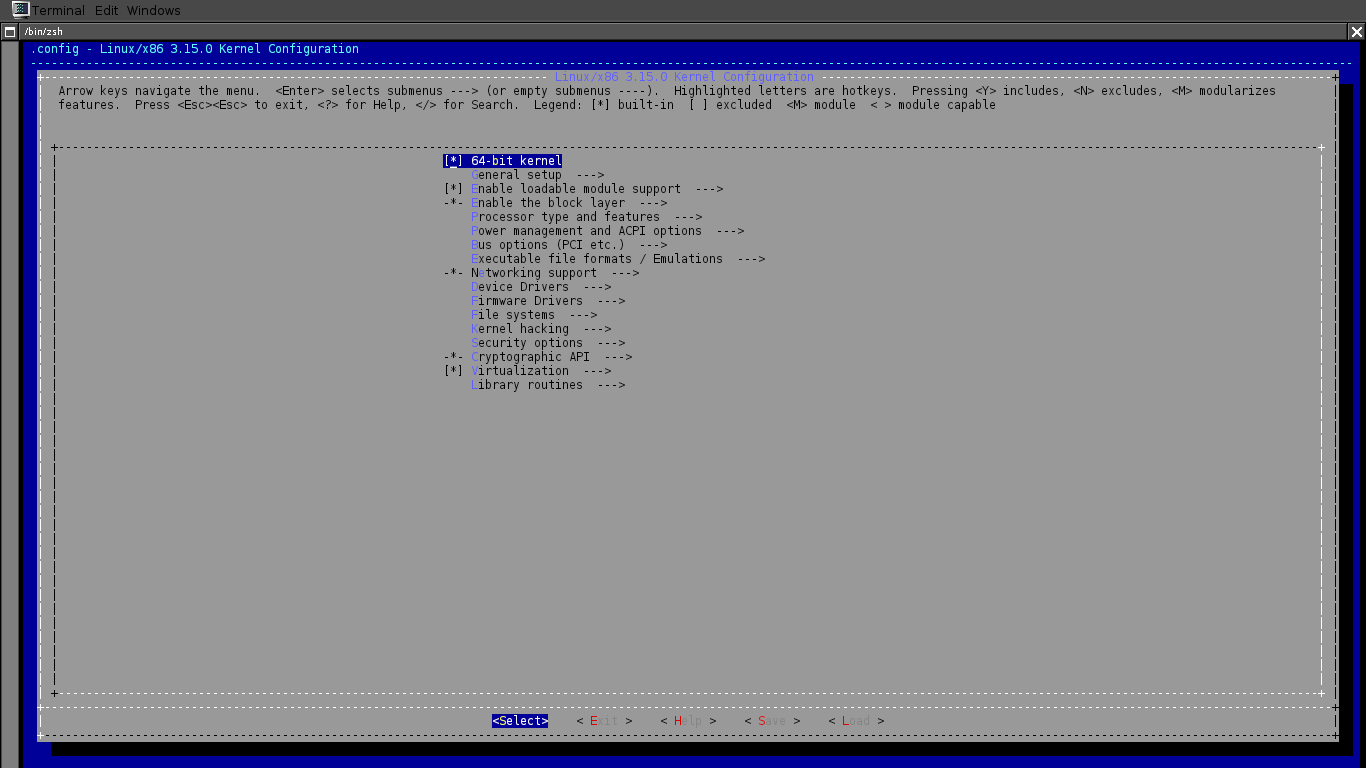 Terminal Edit Windows
/bin/zsh
.config - Linux/x86 3.15.0 Kernel Configuration
Linux/x86 3.15.0 Kernel Configuration
Arrow keys navigate the menu.  <Enter> selects submenus ---> (or empty submenus ----).  Highlighted letters are hotkeys.  Pressing <Y> includes, <N> excludes, <M> modularizes
features.  Press <Esc><Esc> to exit, <?> for Help, </> for Search.  Legend: [*] built-in  [ ] excluded  <M> module  < > module capable
[*] 64-bit kernel
General setup  --->
[*] Enable loadable module support  --->
-*- Enable the block layer  --->
Processor type and features  --->
Power management and ACPI options  --->
Bus options (PCI etc.)  --->
Executable file formats / Emulations  --->
-*- Networking support  --->
Device Drivers  --->
Firmware Drivers  --->
File systems  --->
Kernel hacking  --->
Security options  --->
-*- Cryptographic API  --->
[*] Virtualization  --->
Library routines  --->
<Select>    < Exit >    < Help >    < Save >    < Load >